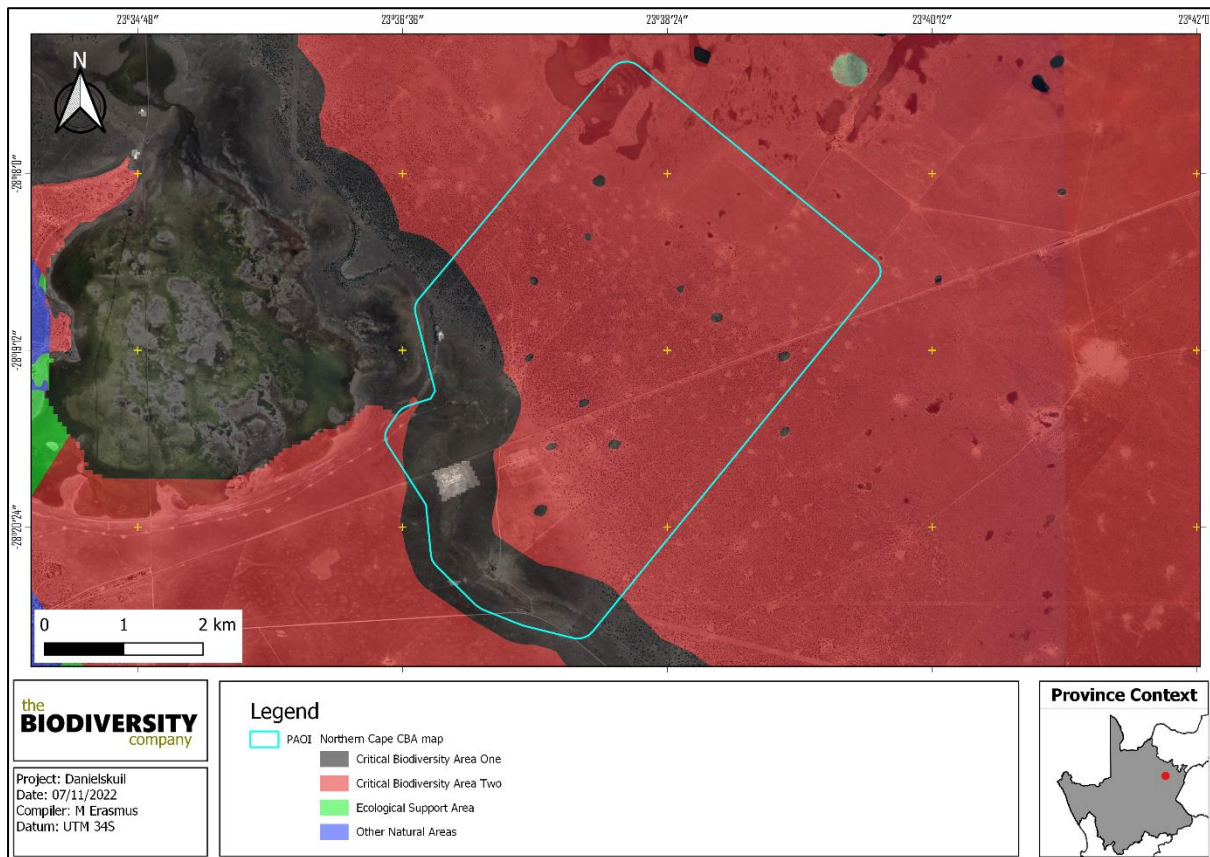 23°34'48" 23°36'36" 23°38'24" 23°40'12" 23°42'0
N
-28°18'0"
-28°19'12"
-28°20'24"
0 1 2 km
the
BIODIVERSITY
company
Project: Danielskuil
Date: 07/11/2022
Compiler: M Erasmus
Datum: UTM 34S
Legend
PAOI Northern Cape CBA map
Critical Biodiversity Area One
Critical Biodiversity Area Two
Ecological Support Area
Other Natural Areas
Province Context